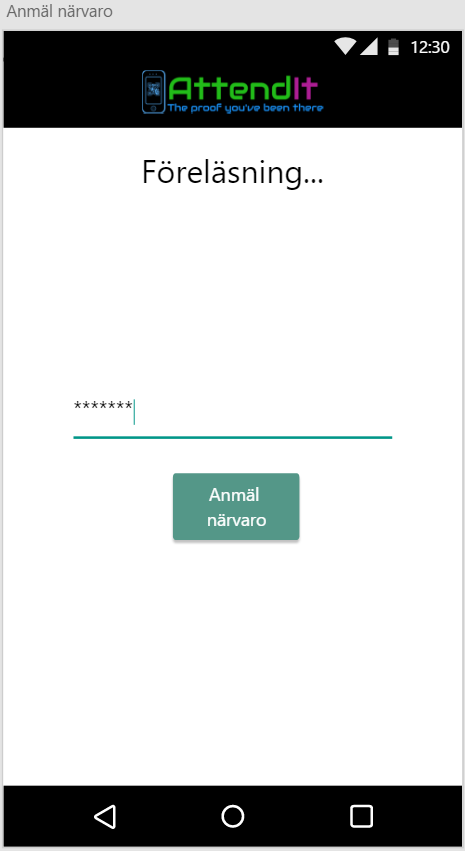 Anmäl närvaro
12:30
AttendIt
The proof you've been there
Föreläsning...
*******
Anmäl
närvaro